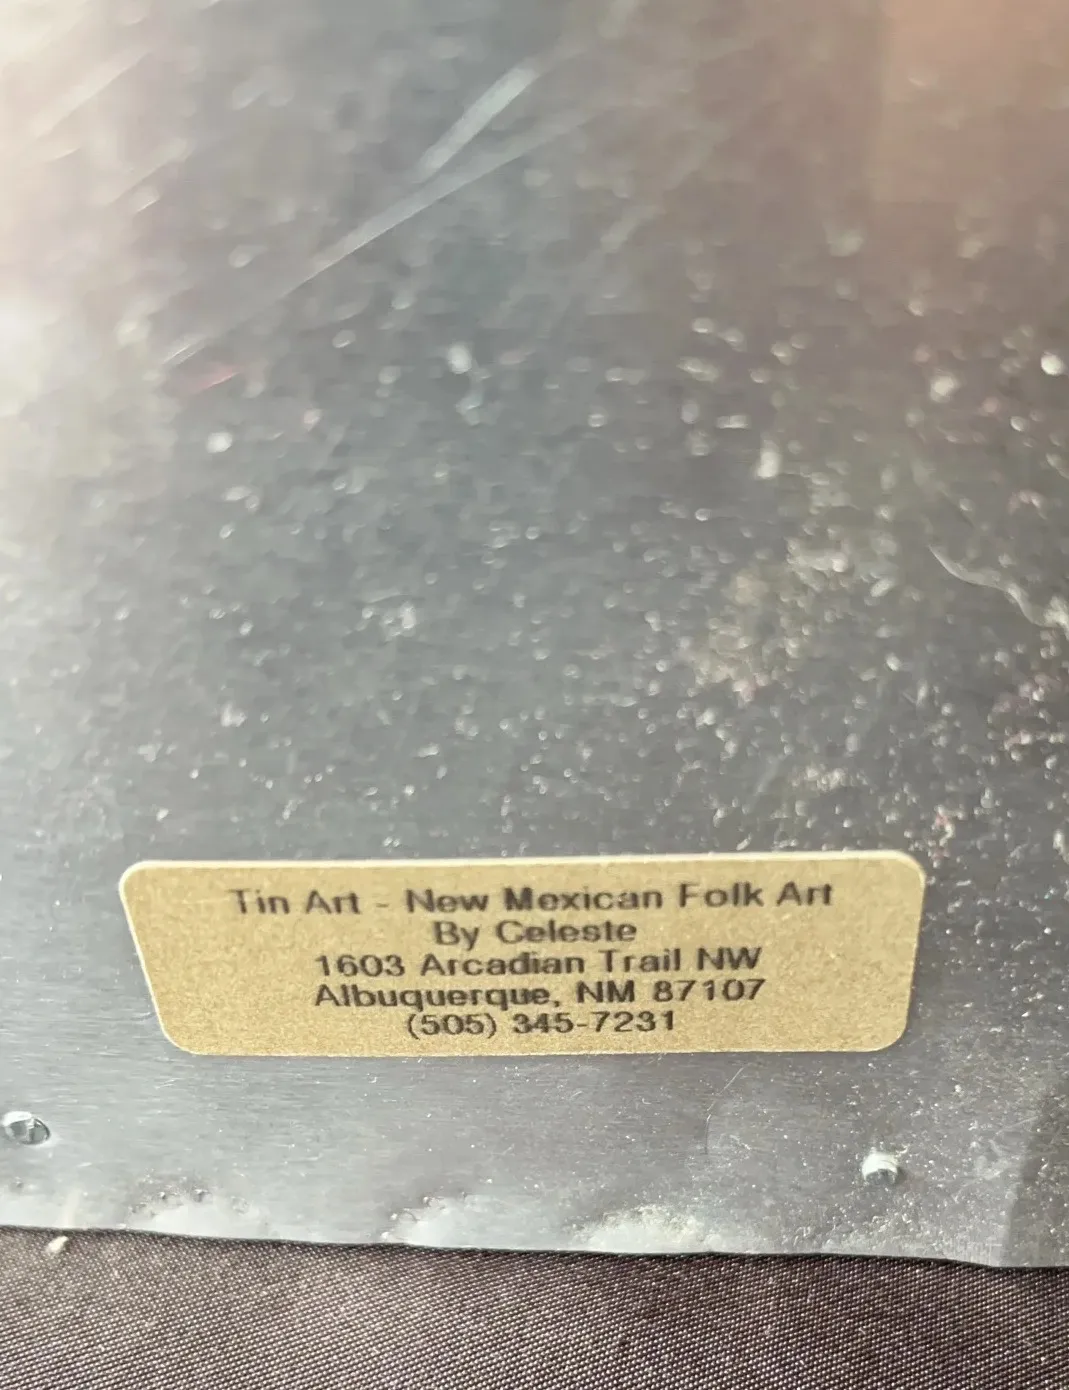 Tin Art - New Mexican Folk Art
By Celeste
1603 Arcadian Trail NW
Albuquerque, NM 87107
(505) 345-7231